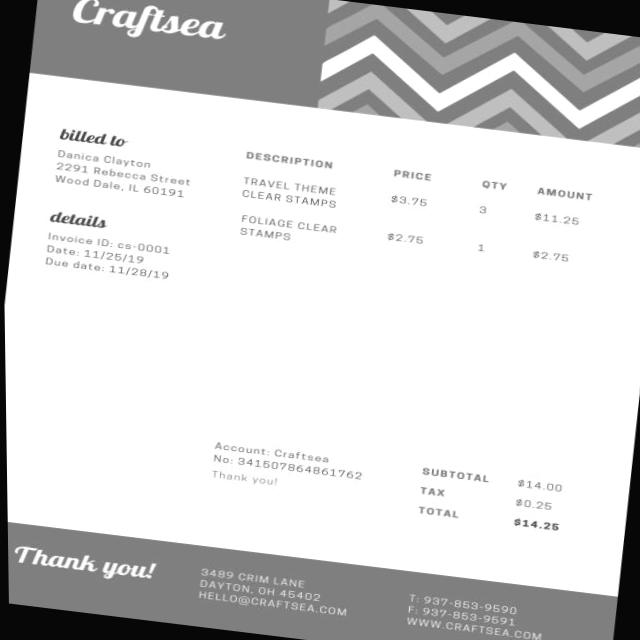 Craftsea
billed to
Danica Clayton
2291 Rebecca Street
Wood Dale, IL 60191
details
Invoice ID: cs-0001
Date: 11/25/19
Due date: 11/28/19
DESCRIPTION PRICE QTY AMOUNT
TRAVEL THEME
CLEAR STAMPS $3.75 3 $11.25
FOLIAGE CLEAR
STAMPS $2.75 1 $2.75
Account: Craftsea
No: 341507864861762
Thank you!
SUBTOTAL $14.00
TAX $0.25
TOTAL $14.25
Thank you!
3489 CRIM LANE
DAYTON, OH 45402
HELLO@CRAFTSEA.COM
T: 937-853-9590
F: 937-853-9591
WWW.CRAFTSEA.COM